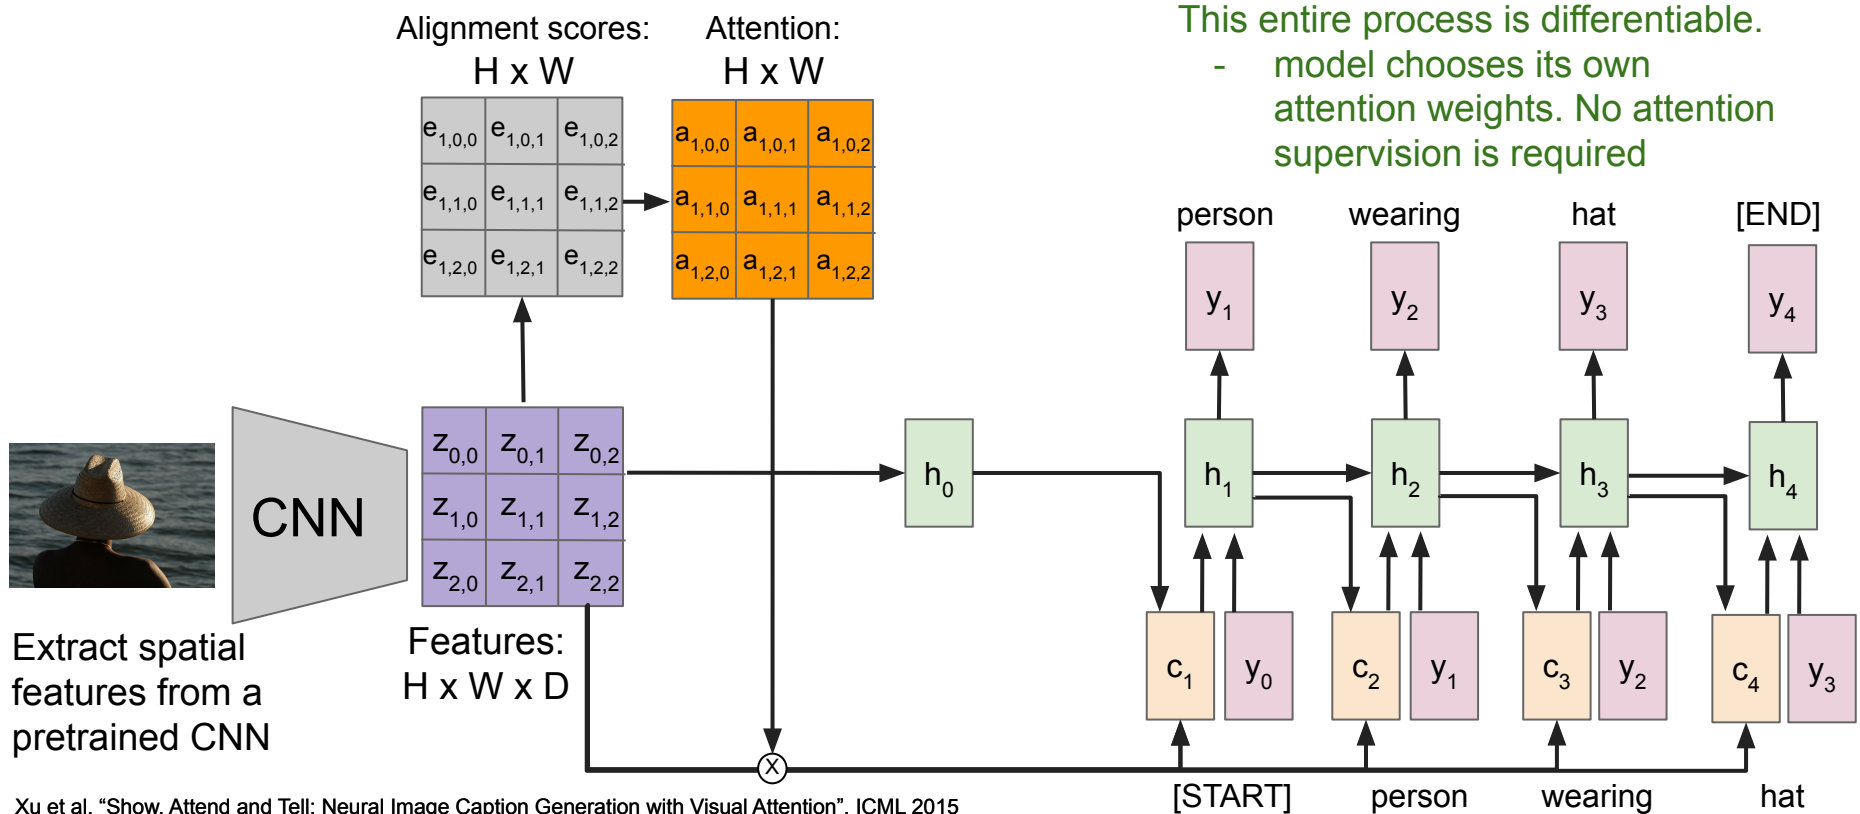 Alignment scores:
H x W
Attention:
H x W
This entire process is differentiable.
- model chooses its own
attention weights. No attention
supervision is required
e1,0,0 e1,0,1 e1,0,2
e1,1,0 e1,1,1 e1,1,2
e1,2,0 e1,2,1 e1,2,2
a1,0,0 a1,0,1 a1,0,2
a1,1,0 a1,1,1 a1,1,2
a1,2,0 a1,2,1 a1,2,2
person wearing hat [END]
y1 y2 y3 y4
CNN
z0,0 z0,1 z0,2
z1,0 z1,1 z1,2
z2,0 z2,1 z2,2
h0 h1 h2 h3 h4
Extract spatial
features from a
pretrained CNN
Features:
H x W x D
c1 y0 c2 y1 c3 y2 c4 y3
X
[START] person wearing hat
Xu et al. “Show, Attend and Tell: Neural Image Caption Generation with Visual Attention”, ICML 2015